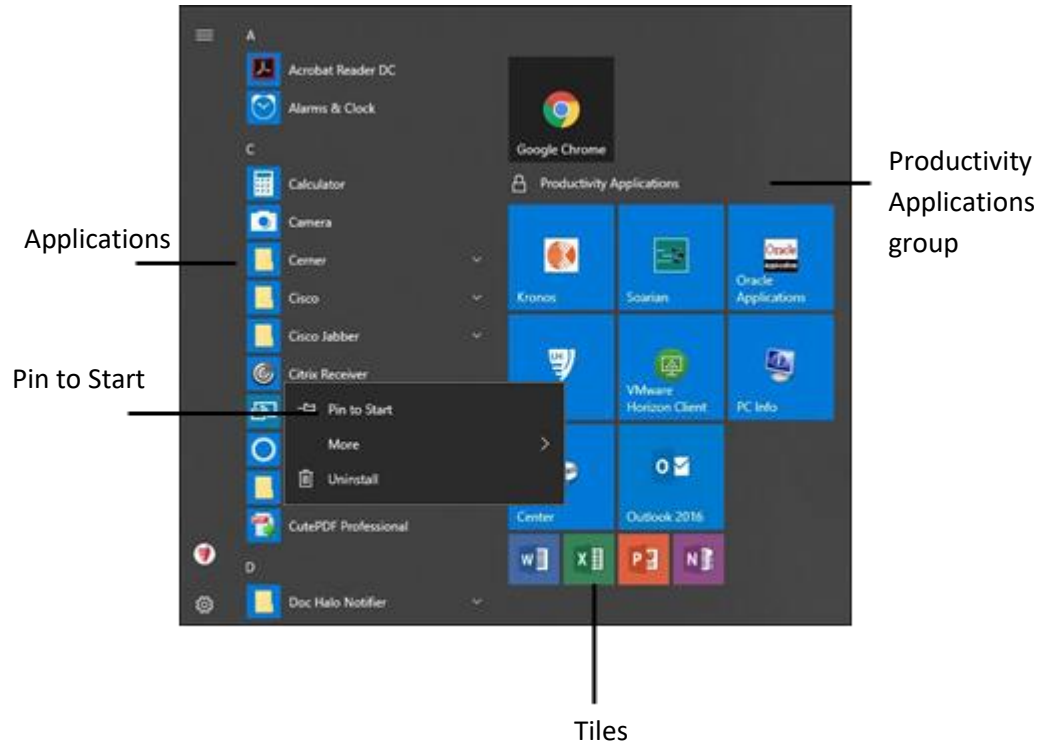 A
Acrobat Reader DC
Alarms & Clock
C
Calculator
Camera
Cerner
Cisco
Cisco Jabber
Citrix Receiver
Pin to Start
More
Uninstall
CutePDF Professional
D
Doc Halo Notifier
Google Chrome
Productivity Applications
Kronos
Soarian
Oracle
Oracle
Applications
LH
VMware
Horizon Client
PC Info
Center
Outlook 2016
W
X
P
N
Applications
Pin to Start
Productivity
Applications
group
Tiles